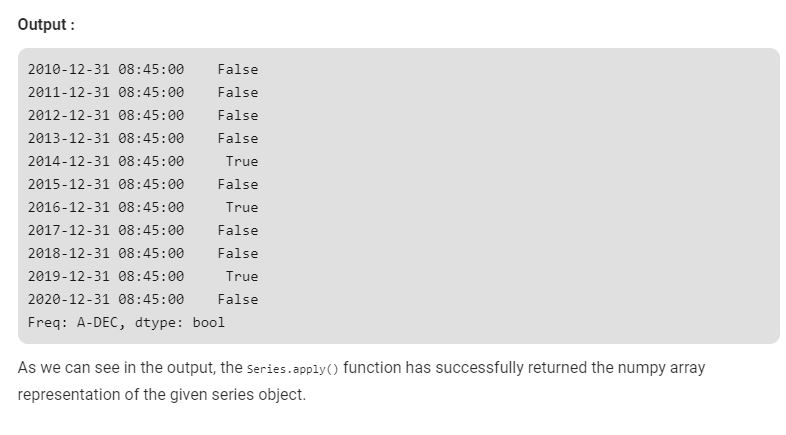 Output :
2010-12-31 08:45:00    False
2011-12-31 08:45:00    False
2012-12-31 08:45:00    False
2013-12-31 08:45:00    False
2014-12-31 08:45:00     True
2015-12-31 08:45:00    False
2016-12-31 08:45:00     True
2017-12-31 08:45:00    False
2018-12-31 08:45:00    False
2019-12-31 08:45:00     True
2020-12-31 08:45:00    False
Freq: A-DEC, dtype: bool
As we can see in the output, the Series.apply() function has successfully returned the numpy array
representation of the given series object.